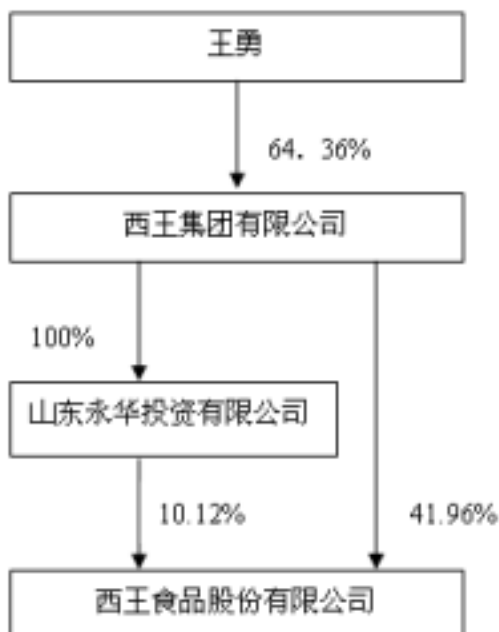 王勇
64. 36%
西王集团有限公司
100%
山东永华投资有限公司
10.12%
41.96%
西王食品股份有限公司